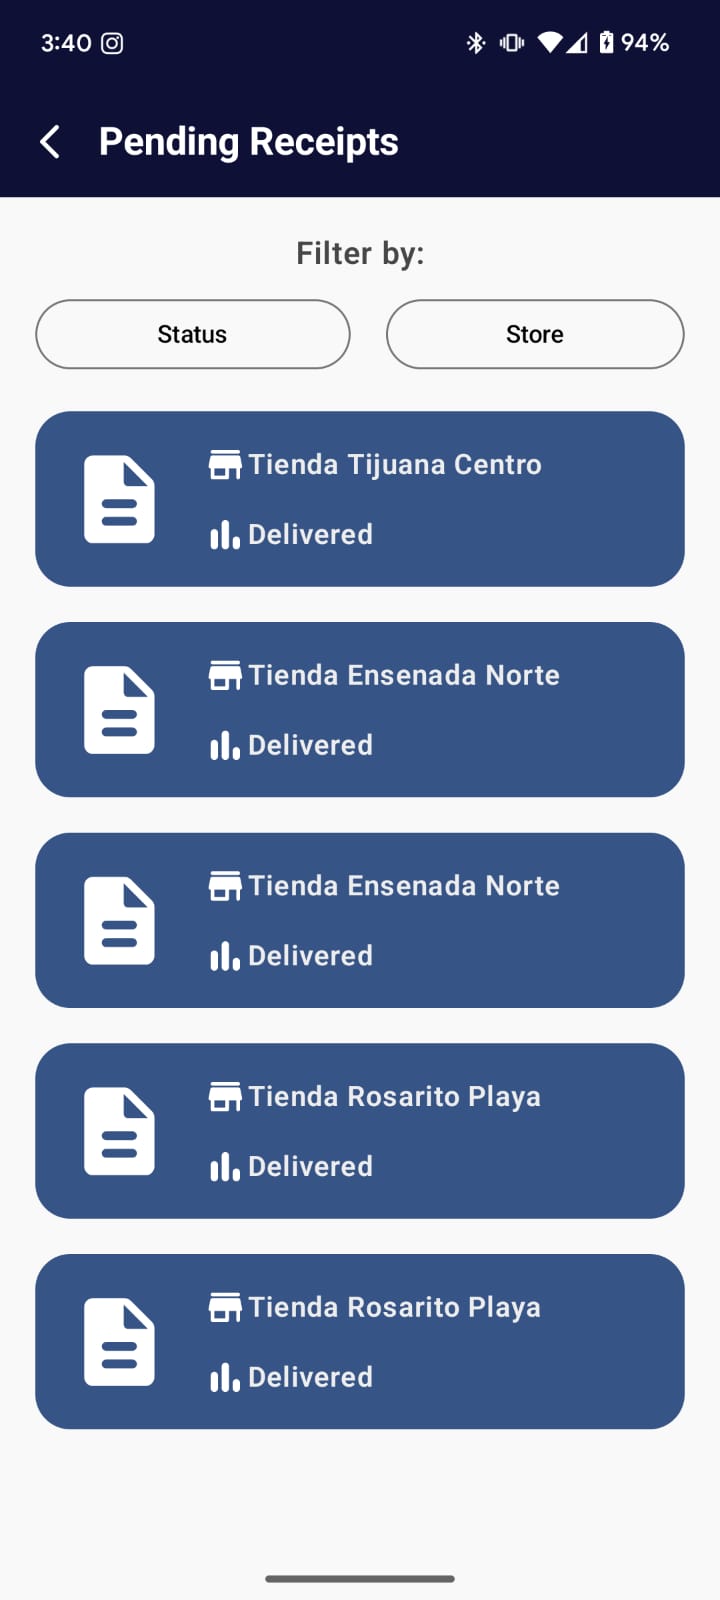 3:40 94%
Pending Receipts
Filter by:
Status Store
Tienda Tijuana Centro
Delivered
Tienda Ensenada Norte
Delivered
Tienda Ensenada Norte
Delivered
Tienda Rosarito Playa
Delivered
Tienda Rosarito Playa
Delivered